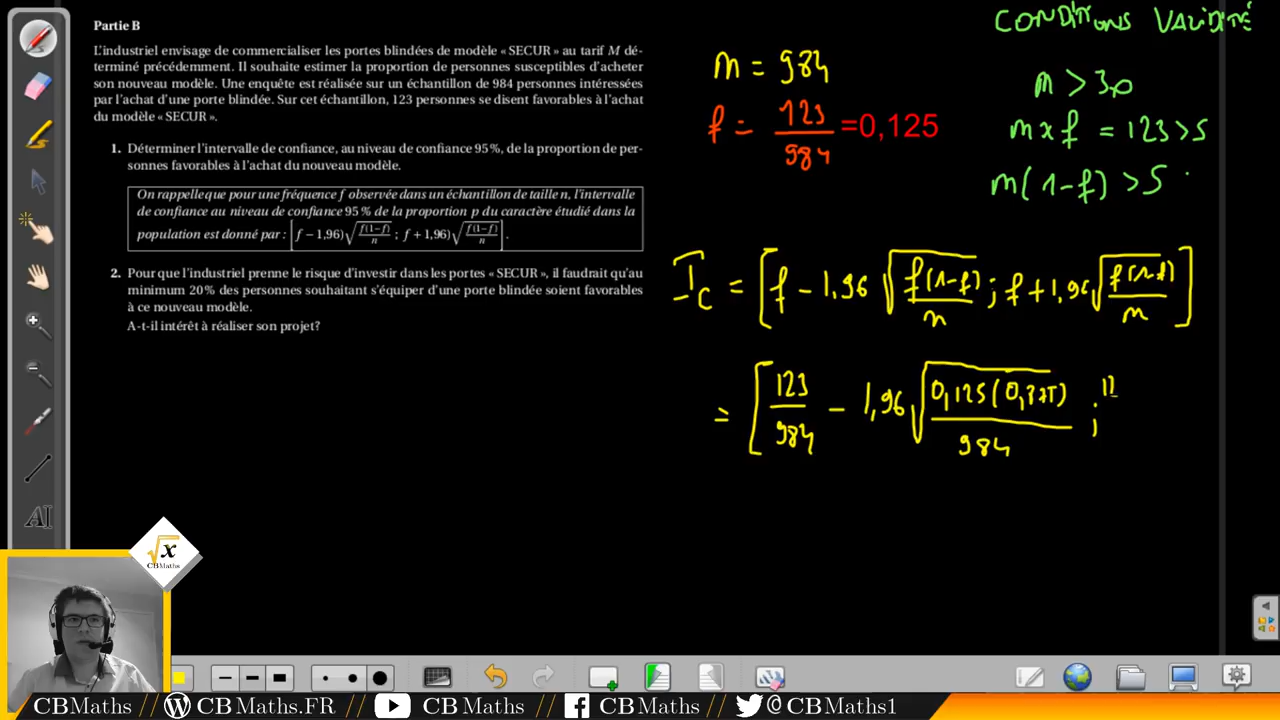 Partie B
L'industriel envisage de commercialiser les portes blindées de modèle « SECUR » au tarif M dé-
terminé précédemment. Il souhaite estimer la proportion de personnes susceptibles d'acheter
son nouveau modèle. Une enquête est réalisée sur un échantillon de 984 personnes intéressées
par l'achat d'une porte blindée. Sur cet échantillon, 123 personnes se disent favorables à l'achat
du modèle « SECUR ».
1. Déterminer l'intervalle de confiance, au niveau de confiance 95%, de la proportion de per-
sonnes favorables à l'achat du nouveau modèle.
On rappelle que pour une fréquence f observée dans un échantillon de taille n, l'intervalle
de confiance au niveau de confiance 95 % de la proportion p du caractère étudié dans la
population est donné par : [f − 1,96)√(f(1−f)/n) ; f + 1,96)√(f(1−f)/n)].
2. Pour que l'industriel prenne le risque d'investir dans les portes « SECUR », il faudrait qu'au
minimum 20% des personnes souhaitant s'équiper d'une porte blindée soient favorables
à ce nouveau modèle.
A-t-il intérêt à réaliser son projet?
CONDITIONS VALIDITÉ
n = 984
f = 123/984 =0,125
n > 30
n x f = 123 > 5
n(1-f) > 5
Ic = [f − 1,96 √(f(1-f)/n) ; f + 1,96 √(f(1-f)/n)]
= [123/984 − 1,96 √(0,125(0,875)/984) ;
AI
√x
CBMaths
CBMaths // CBMaths.FR / CBMaths / CBMaths / @CBMaths1